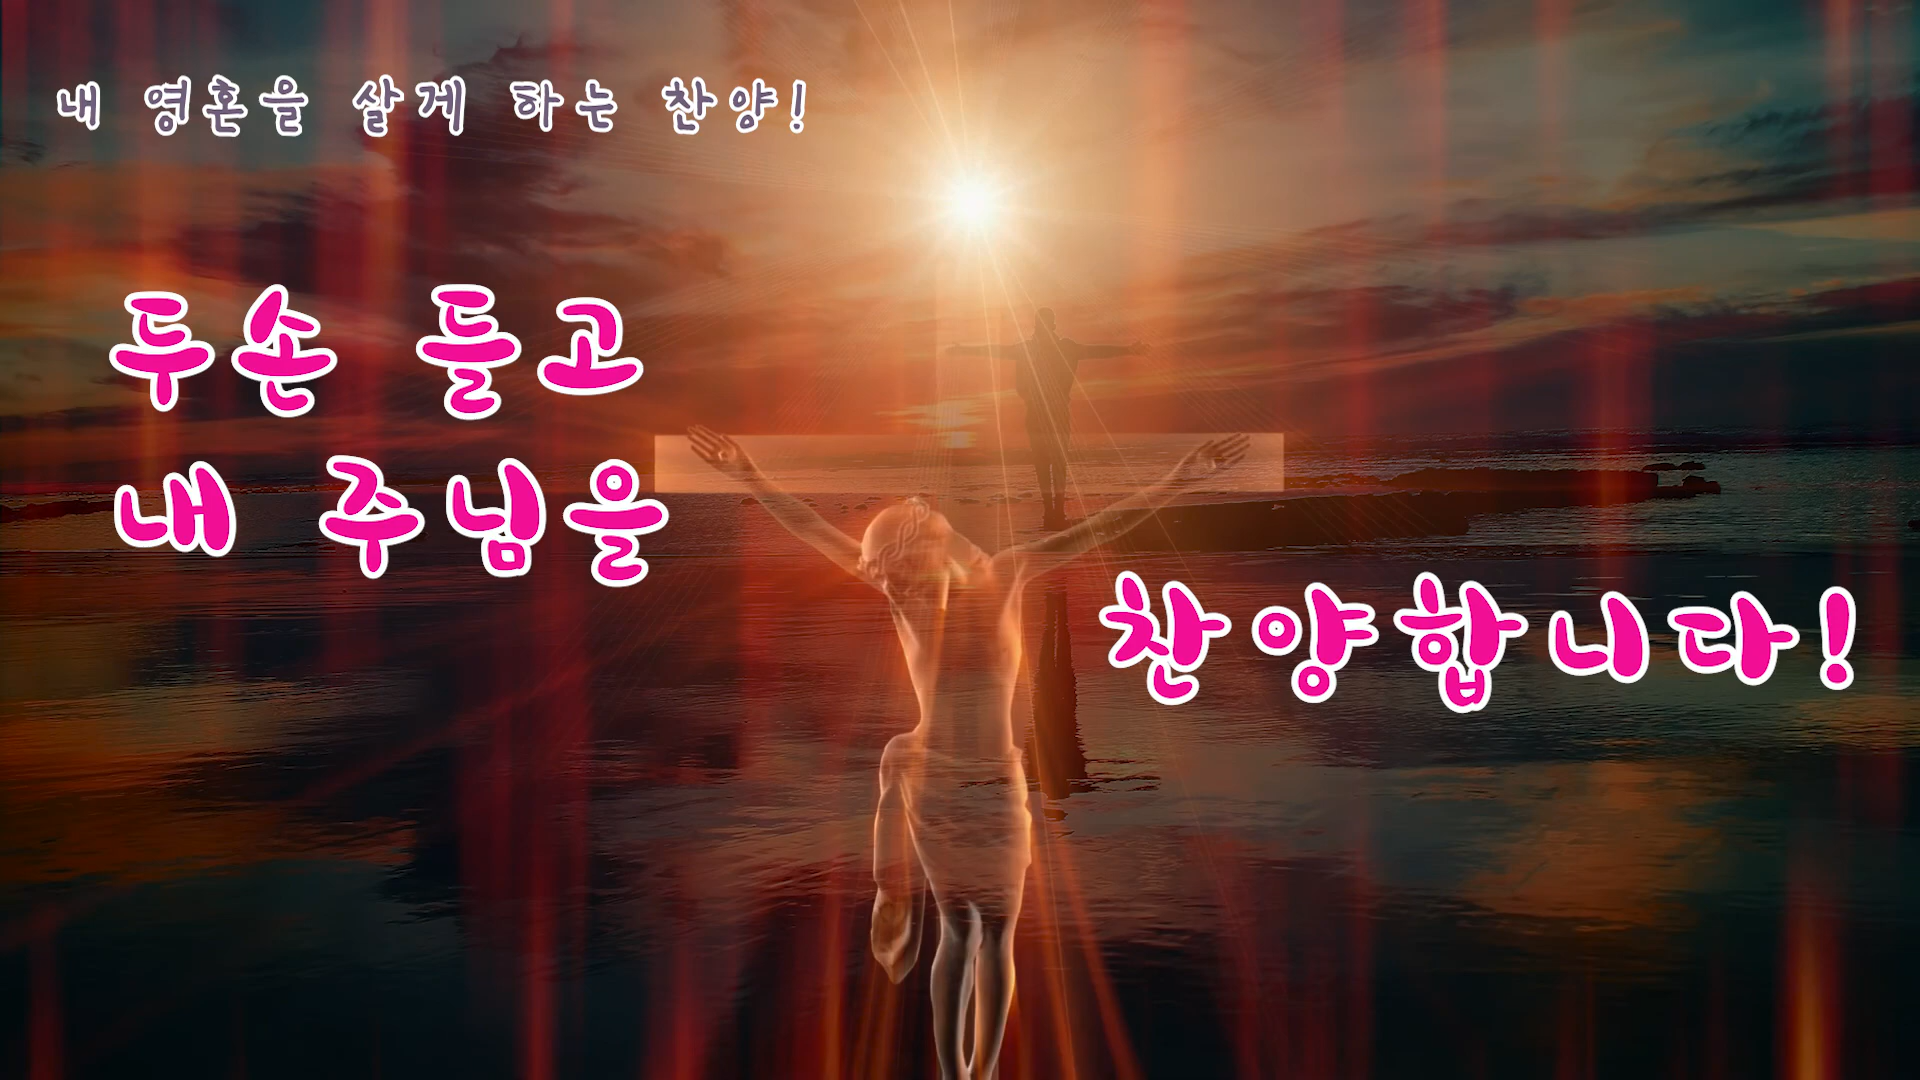 내 영혼을 살게 하는 찬양!
두손 들고
내 주님을
찬양합니다!